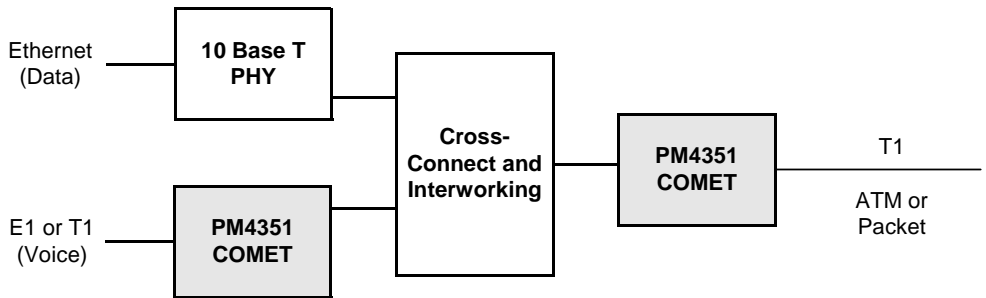 Ethernet
(Data)
10 Base T
PHY
E1 or T1
(Voice)
PM4351
COMET
Cross-
Connect and
Interworking
PM4351
COMET
T1
ATM or
Packet